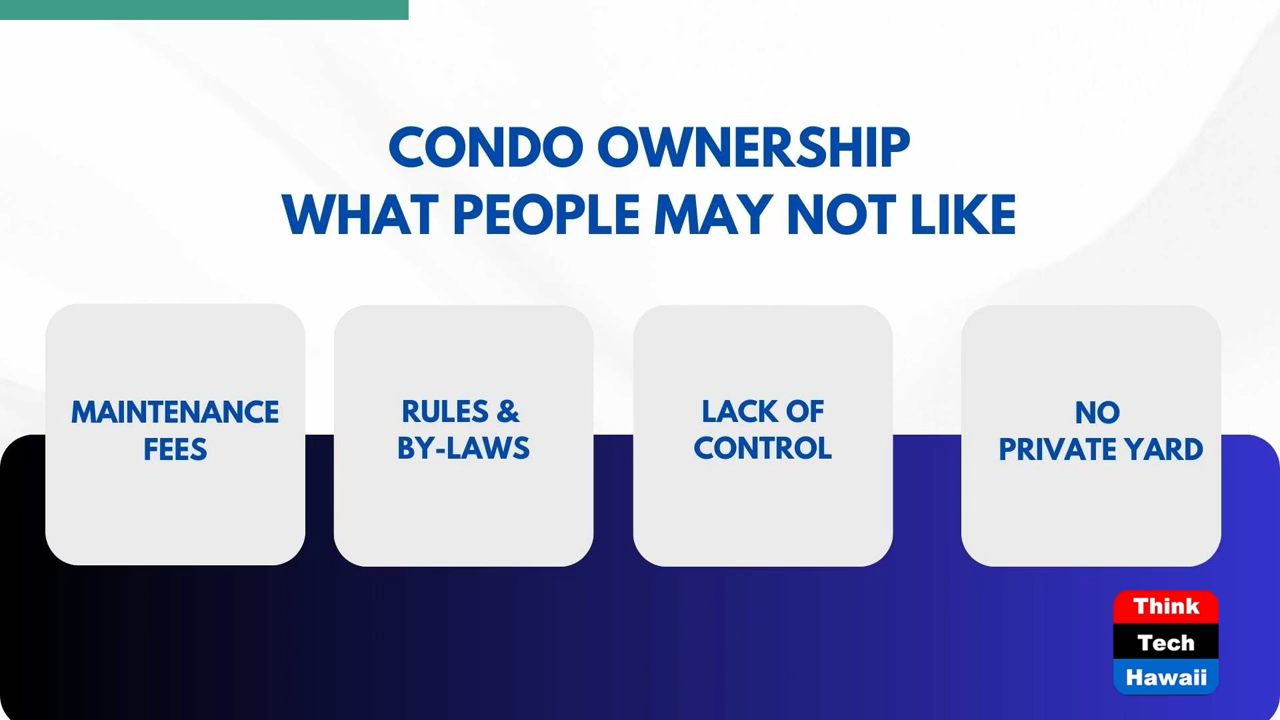 CONDO OWNERSHIP
WHAT PEOPLE MAY NOT LIKE
MAINTENANCE
FEES
RULES &
BY-LAWS
LACK OF
CONTROL
NO
PRIVATE YARD
Think
Tech
Hawaii